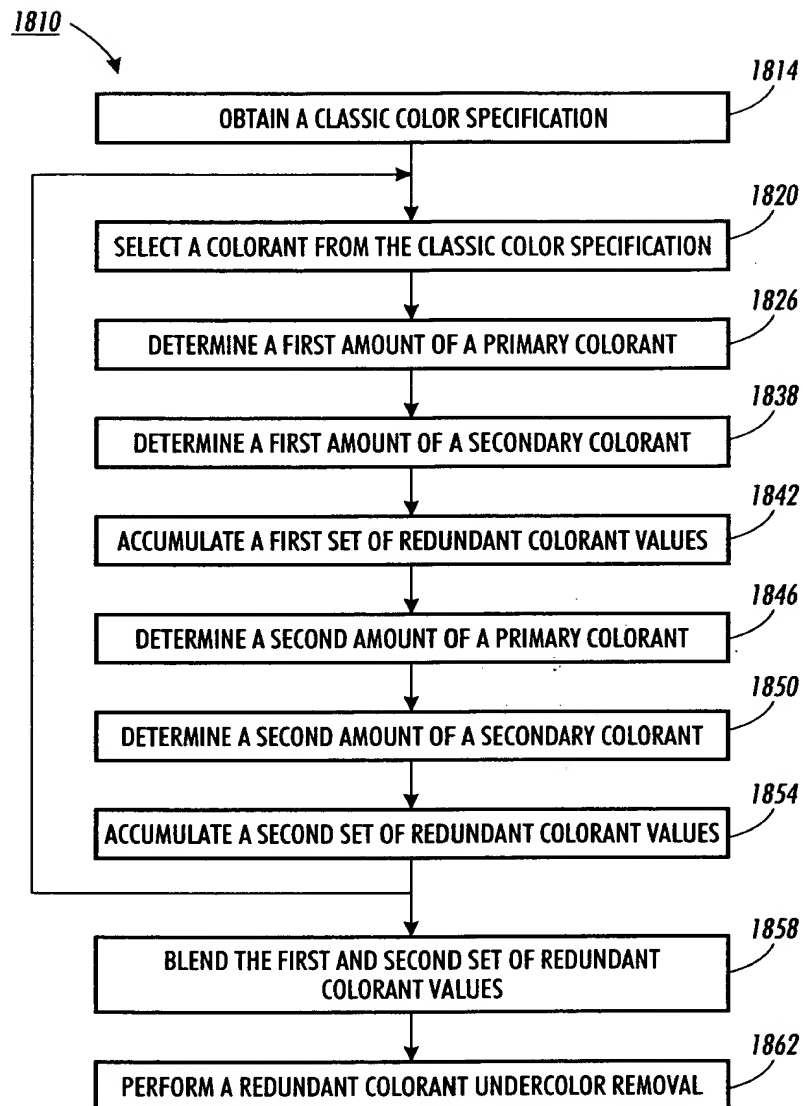 1810
1814
OBTAIN A CLASSIC COLOR SPECIFICATION
1820
SELECT A COLORANT FROM THE CLASSIC COLOR SPECIFICATION
1826
DETERMINE A FIRST AMOUNT OF A PRIMARY COLORANT
1838
DETERMINE A FIRST AMOUNT OF A SECONDARY COLORANT
1842
ACCUMULATE A FIRST SET OF REDUNDANT COLORANT VALUES
1846
DETERMINE A SECOND AMOUNT OF A PRIMARY COLORANT
1850
DETERMINE A SECOND AMOUNT OF A SECONDARY COLORANT
1854
ACCUMULATE A SECOND SET OF REDUNDANT COLORANT VALUES
1858
BLEND THE FIRST AND SECOND SET OF REDUNDANT
COLORANT VALUES
1862
PERFORM A REDUNDANT COLORANT UNDERCOLOR REMOVAL